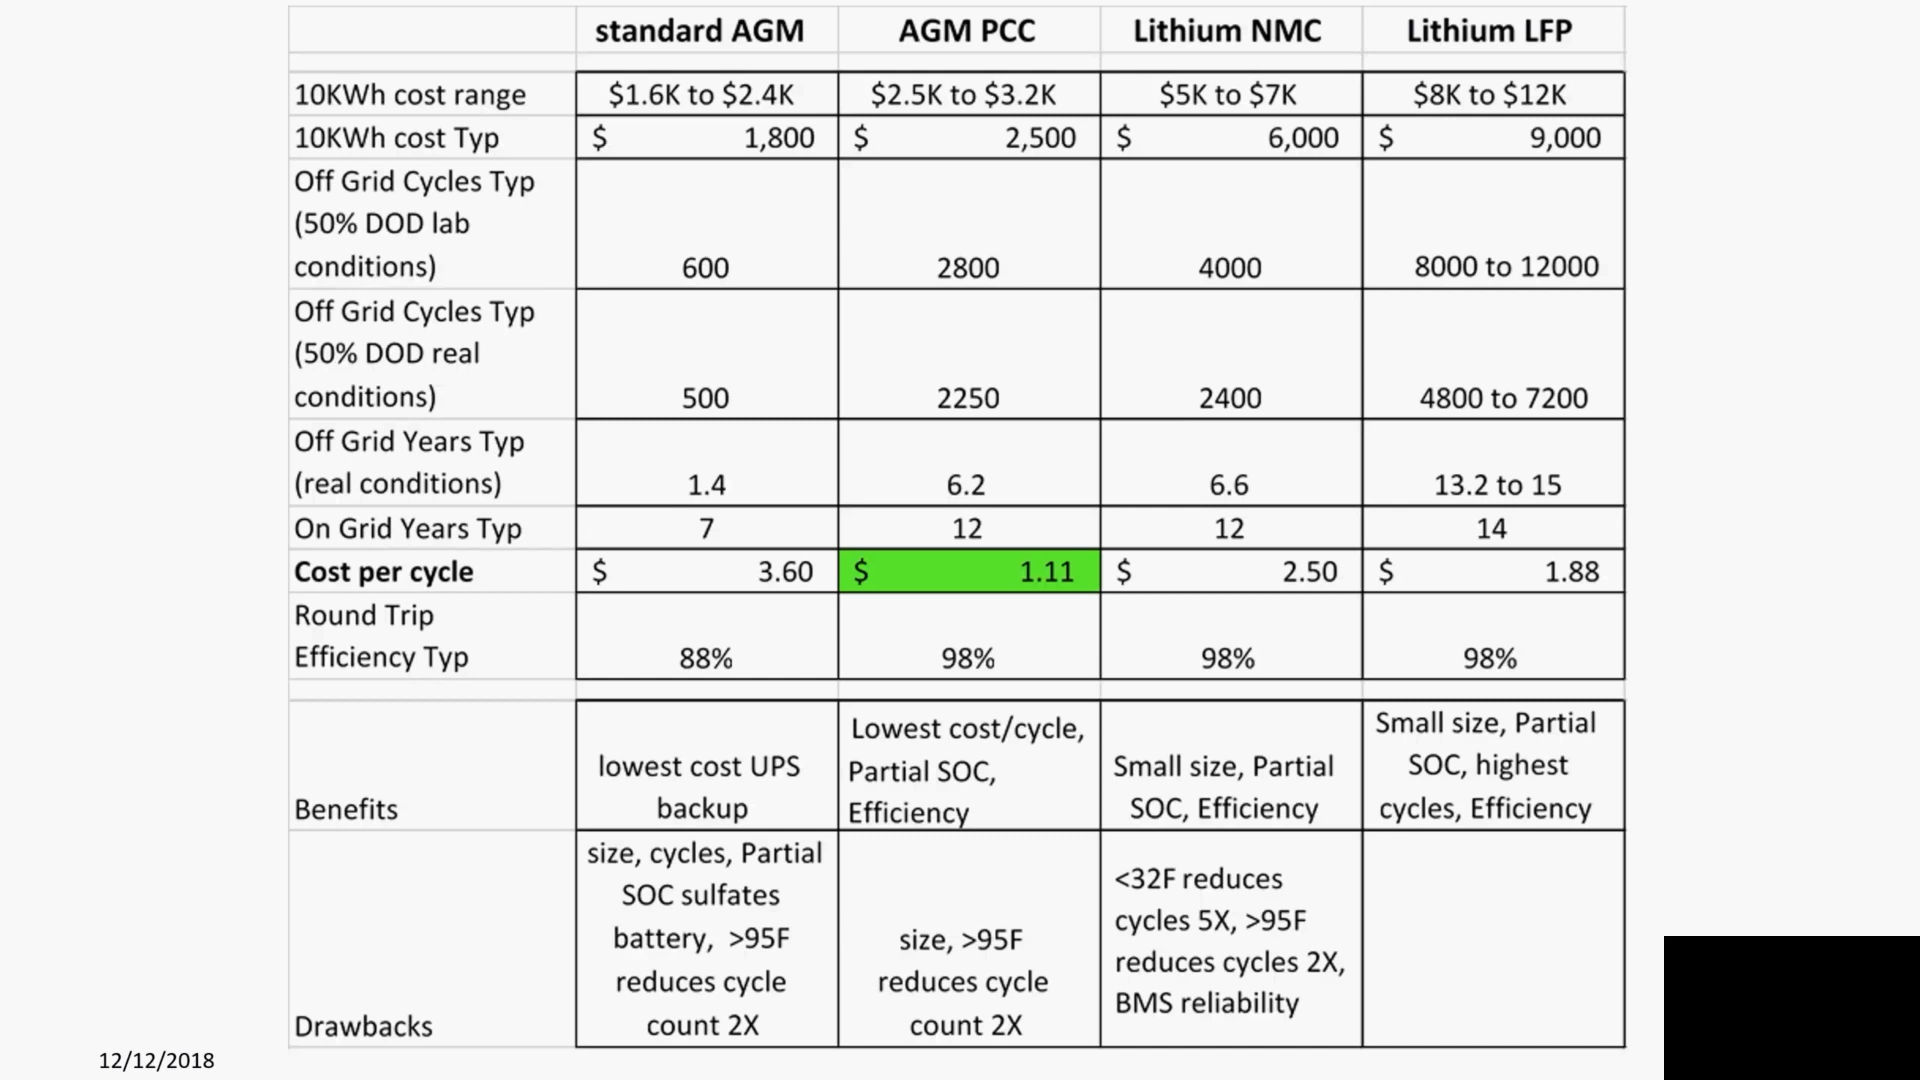 standard AGM AGM PCC Lithium NMC Lithium LFP
10KWh cost range $1.6K to $2.4K $2.5K to $3.2K $5K to $7K $8K to $12K
10KWh cost Typ $ 1,800 $ 2,500 $ 6,000 $ 9,000
Off Grid Cycles Typ
(50% DOD lab
conditions) 600 2800 4000 8000 to 12000
Off Grid Cycles Typ
(50% DOD real
conditions) 500 2250 2400 4800 to 7200
Off Grid Years Typ
(real conditions) 1.4 6.2 6.6 13.2 to 15
On Grid Years Typ 7 12 12 14
Cost per cycle $ 3.60 $ 1.11 $ 2.50 $ 1.88
Round Trip
Efficiency Typ 88% 98% 98% 98%
Benefits
lowest cost UPS
backup
Lowest cost/cycle,
Partial SOC,
Efficiency
Small size, Partial
SOC, Efficiency
Small size, Partial
SOC, highest
cycles, Efficiency
Drawbacks
size, cycles, Partial
SOC sulfates
battery, >95F
reduces cycle
count 2X
size, >95F
reduces cycle
count 2X
<32F reduces
cycles 5X, >95F
reduces cycles 2X,
BMS reliability
12/12/2018